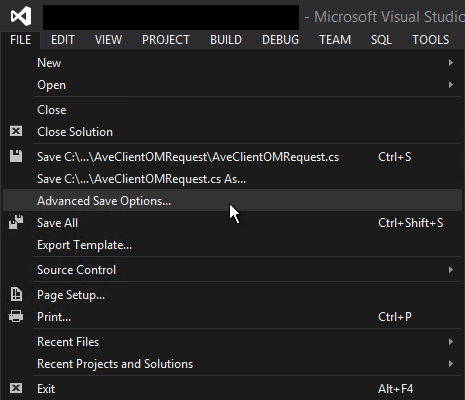 - Microsoft Visual Studio
FILE EDIT VIEW PROJECT BUILD DEBUG TEAM SQL TOOLS
New
Open
Close
Close Solution
Save C:\...\AveClientOMRequest\AveClientOMRequest.cs Ctrl+S
Save C:\...\AveClientOMRequest.cs As...
Advanced Save Options...
Save All Ctrl+Shift+S
Export Template...
Source Control
Page Setup...
Print... Ctrl+P
Recent Files
Recent Projects and Solutions
Exit Alt+F4